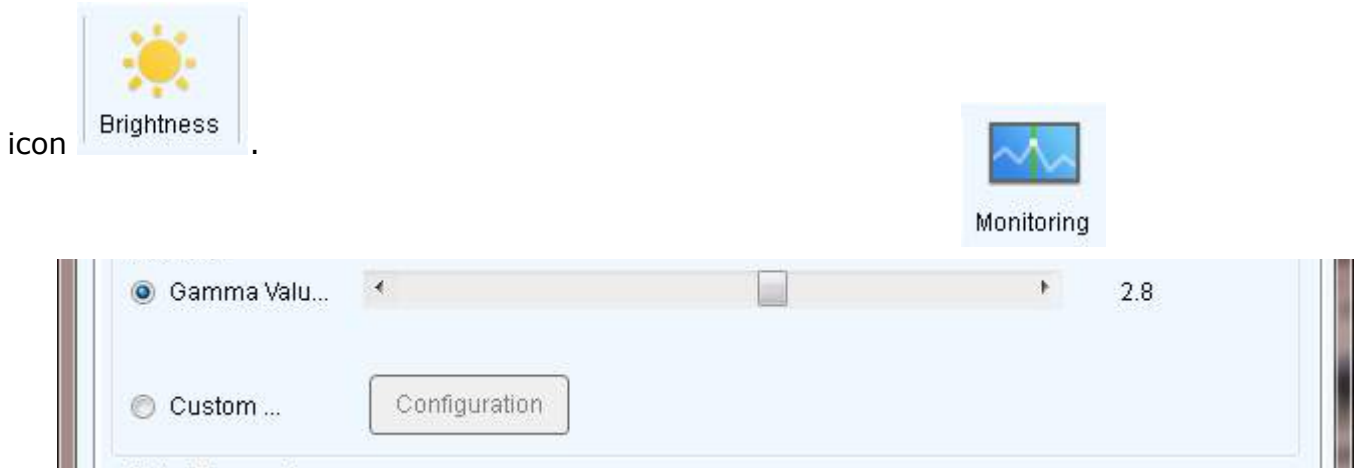 Brightness
icon .
Monitoring
Gamma Valu... 2.8
Custom ... Configuration